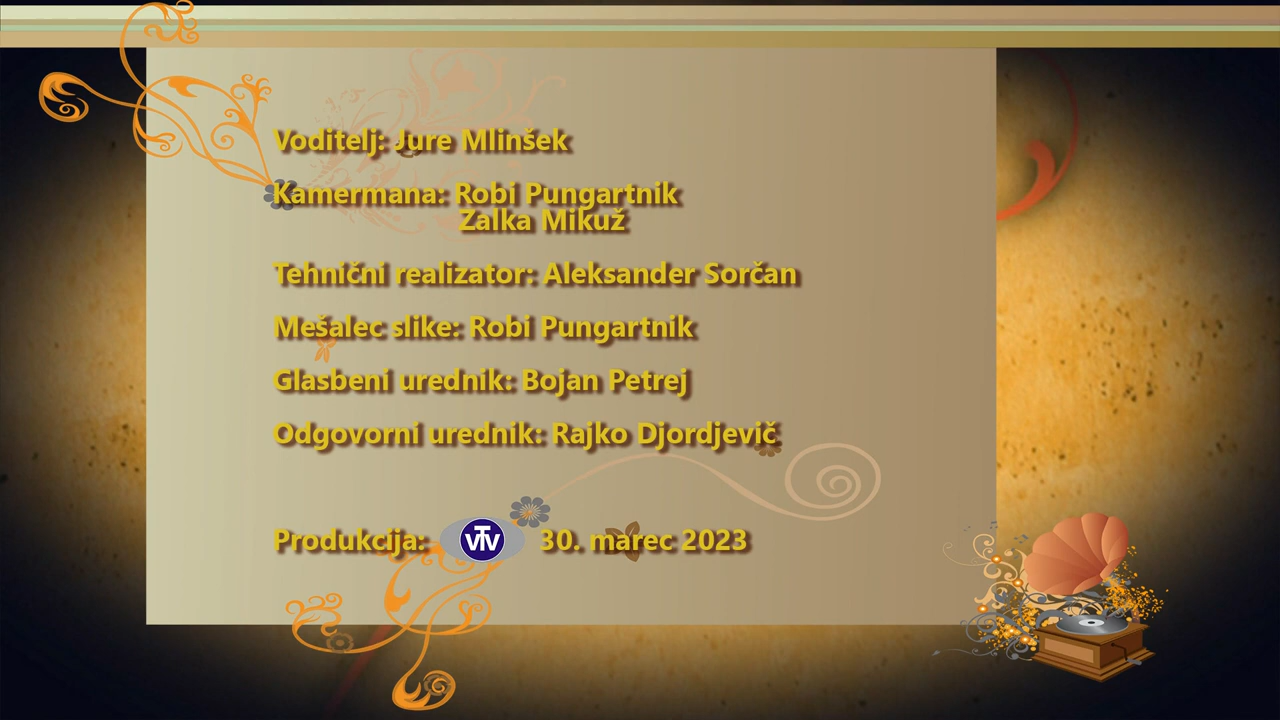 Voditelj: Jure Mlinšek
Kamermana: Robi Pungartnik
Zalka Mikuž
Tehnični realizator: Aleksander Sorčan
Mešalec slike: Robi Pungartnik
Glasbeni urednik: Bojan Petrej
Odgovorni urednik: Rajko Djordjevič
Produkcija: VTV 30. marec 2023